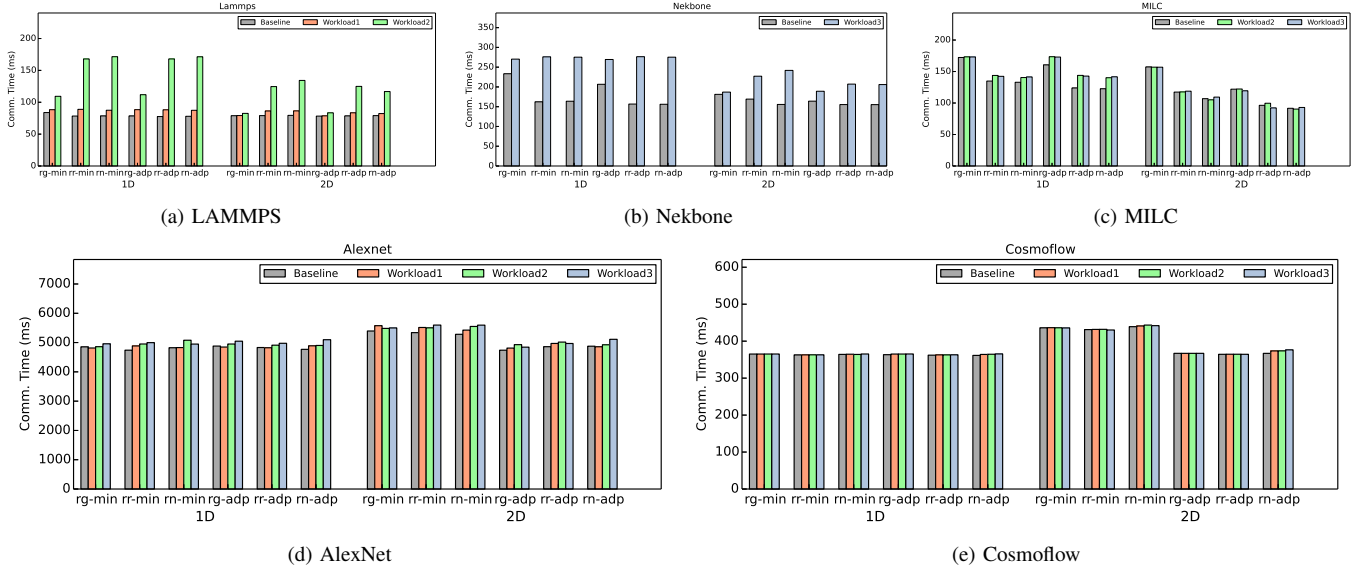 Lammps
Baseline Workload1 Workload2
Comm. Time (ms)
200
150
100
50
0
rg-min rr-min rn-min rg-adp rr-adp rn-adp rg-min rr-min rn-min rg-adp rr-adp rn-adp
1D 2D
(a) LAMMPS
Nekbone
Baseline Workload3
Comm. Time (ms)
350
300
250
200
150
100
50
0
rg-min rr-min rn-min rg-adp rr-adp rn-adp rg-min rr-min rn-min rg-adp rr-adp rn-adp
1D 2D
(b) Nekbone
MILC
Baseline Workload2 Workload3
Comm. Time (ms)
200
150
100
50
0
rg-min rr-min rn-min rg-adp rr-adp rn-adp rg-min rr-min rn-min rg-adp rr-adp rn-adp
1D 2D
(c) MILC
Alexnet
Baseline Workload1 Workload2 Workload3
Comm. Time (ms)
7000
6000
5000
4000
3000
2000
1000
0
rg-min rr-min rn-min rg-adp rr-adp rn-adp rg-min rr-min rn-min rg-adp rr-adp rn-adp
1D 2D
(d) AlexNet
Cosmoflow
Baseline Workload1 Workload2 Workload3
Comm. Time (ms)
600
500
400
300
200
100
0
rg-min rr-min rn-min rg-adp rr-adp rn-adp rg-min rr-min rn-min rg-adp rr-adp rn-adp
1D 2D
(e) Cosmoflow